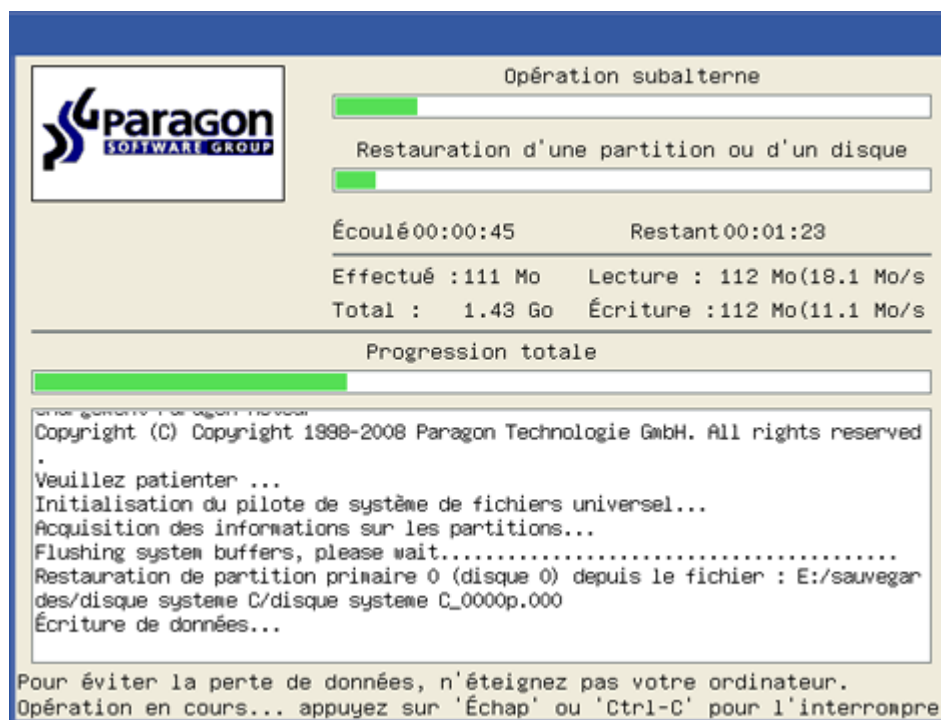 Paragon
SOFTWARE GROUP
Opération subalterne
Restauration d'une partition ou d'un disque
Écoulé00:00:45 Restant00:01:23
Effectué :111 Mo Lecture : 112 Mo(18.1 Mo/s
Total : 1.43 Go Écriture :112 Mo(11.1 Mo/s
Progression totale
Copyright (C) Copyright 1998-2008 Paragon Technologie GmbH. All rights reserved
.
Veuillez patienter ...
Initialisation du pilote de système de fichiers universel...
Acquisition des informations sur les partitions...
Flushing system buffers, please wait..........................................
Restauration de partition primaire 0 (disque 0) depuis le fichier : E:/sauvegar
des/disque systeme C/disque systeme C_0000p.000
Écriture de données...
Pour éviter la perte de données, n'éteignez pas votre ordinateur.
Opération en cours... appuyez sur 'Échap' ou 'Ctrl-C' pour l'interrompre